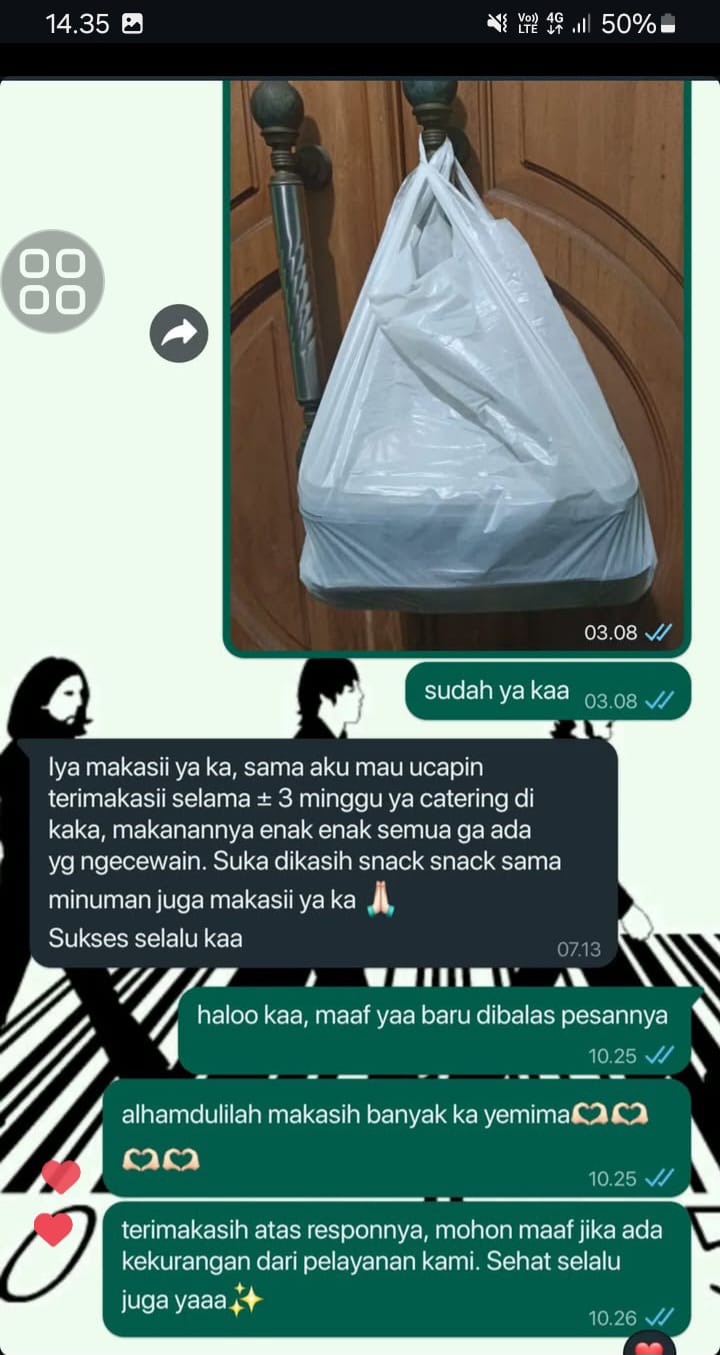 14.35
Vo)) LTE 4G 50%
03.08
sudah ya kaa 03.08
Iya makasii ya ka, sama aku mau ucapin
terimakasii selama ± 3 minggu ya catering di
kaka, makanannya enak enak semua ga ada
yg ngecewain. Suka dikasih snack snack sama
minuman juga makasii ya ka 🙏🏻
Sukses selalu kaa
07.13
haloo kaa, maaf yaa baru dibalas pesannya
10.25
alhamdulilah makasih banyak ka yemima🫶🏻🫶🏻
🫶🏻🫶🏻
10.25
terimakasih atas responnya, mohon maaf jika ada
kekurangan dari pelayanan kami. Sehat selalu
juga yaaa✨
10.26